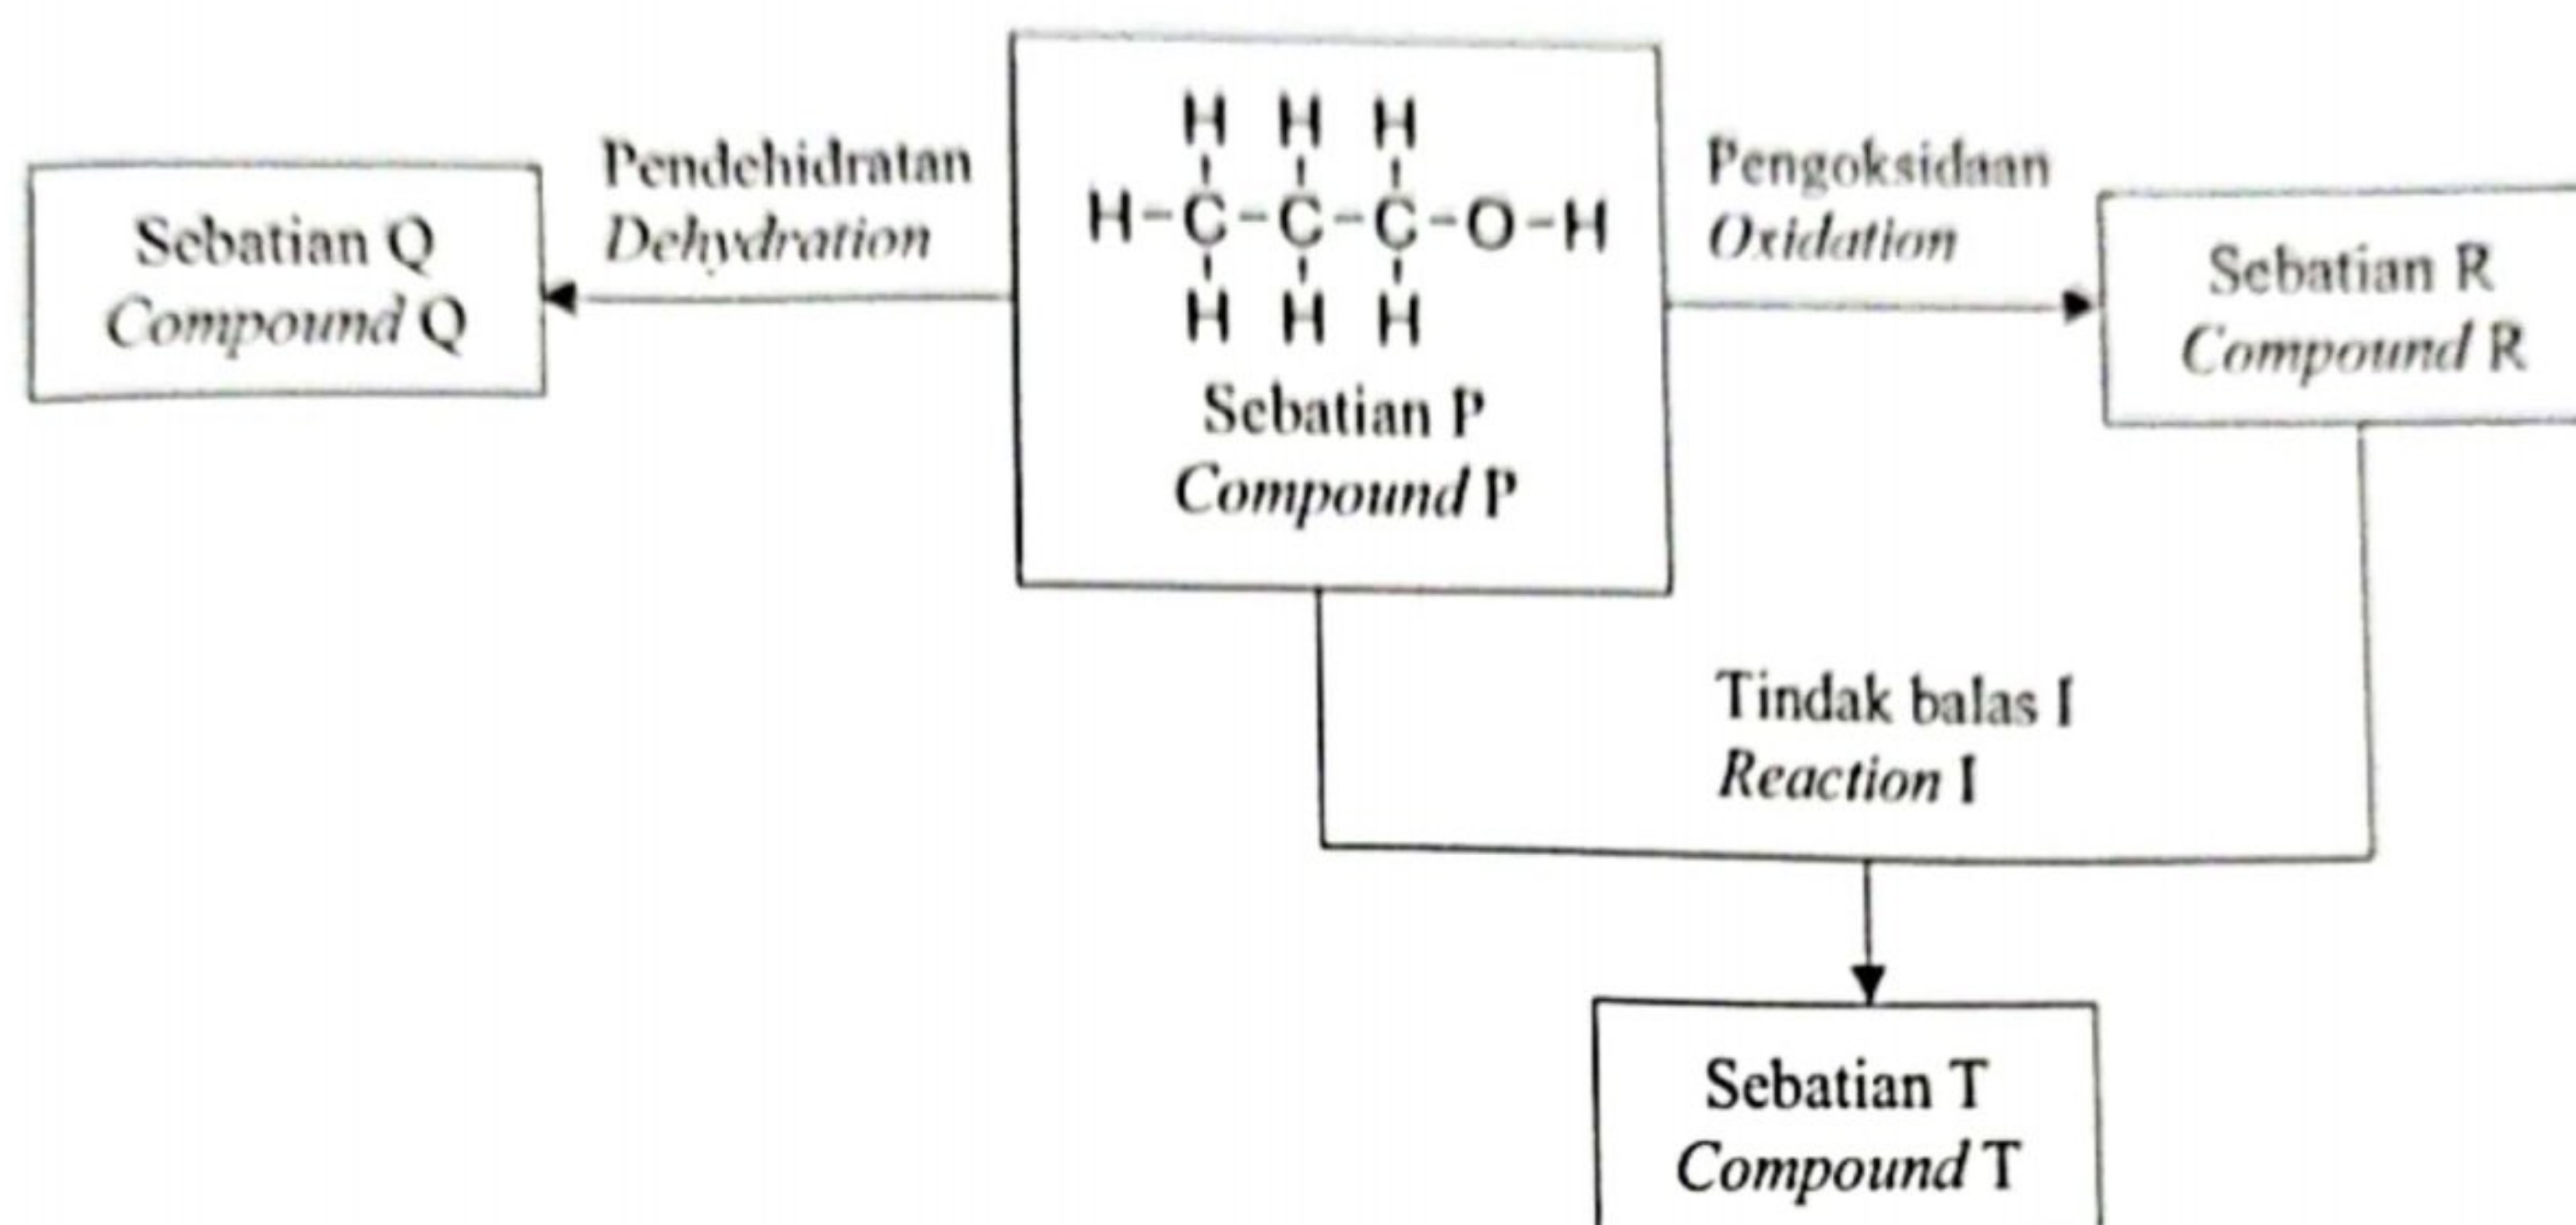 H H H
H-C-C-C-O-H
H H H
Sebatian P
Compound P
Pendehidratan
Dehydration
Sebatian Q
Compound Q
Pengoksidaan
Oxidation
Sebatian R
Compound R
Tindak balas I
Reaction I
Sebatian T
Compound T